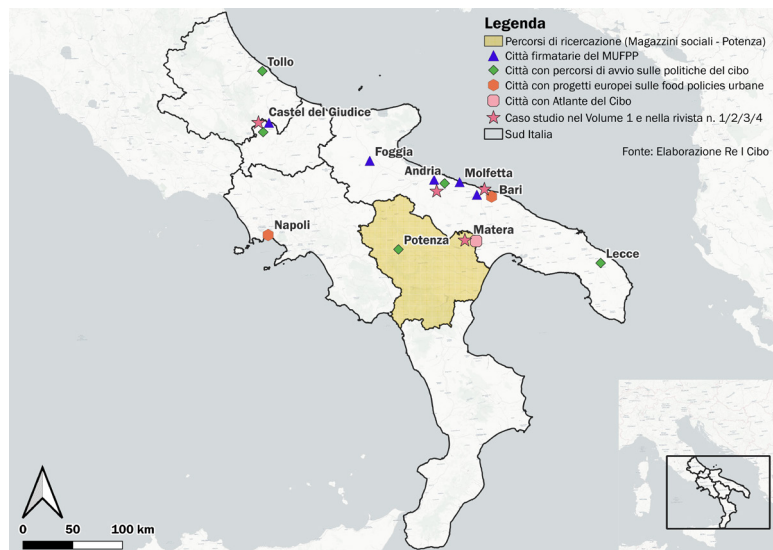 Legenda
Percorsi di ricercazione (Magazzini sociali - Potenza)
Città firmatarie del MUFPP
Città con percorsi di avvio sulle politiche del cibo
Città con progetti europei sulle food policies urbane
Città con Atlante del Cibo
Caso studio nel Volume 1 e nella rivista n. 1/2/3/4
Sud Italia
Fonte: Elaborazione Re I Cibo
Tollo
Castel del Giudice
Foggia
Andria
Molfetta
Bari
Napoli
Potenza
Matera
Lecce
0 50 100 km